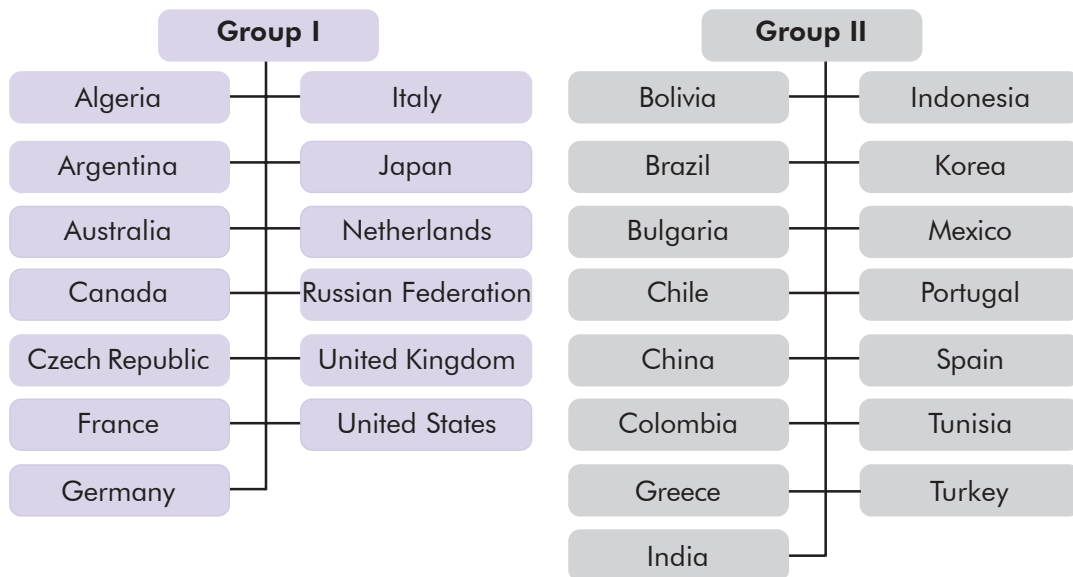 Group I
Algeria
Italy
Argentina
Japan
Australia
Netherlands
Canada
Russian Federation
Czech Republic
United Kingdom
France
United States
Germany
Group II
Bolivia
Indonesia
Brazil
Korea
Bulgaria
Mexico
Chile
Portugal
China
Spain
Colombia
Tunisia
Greece
Turkey
India